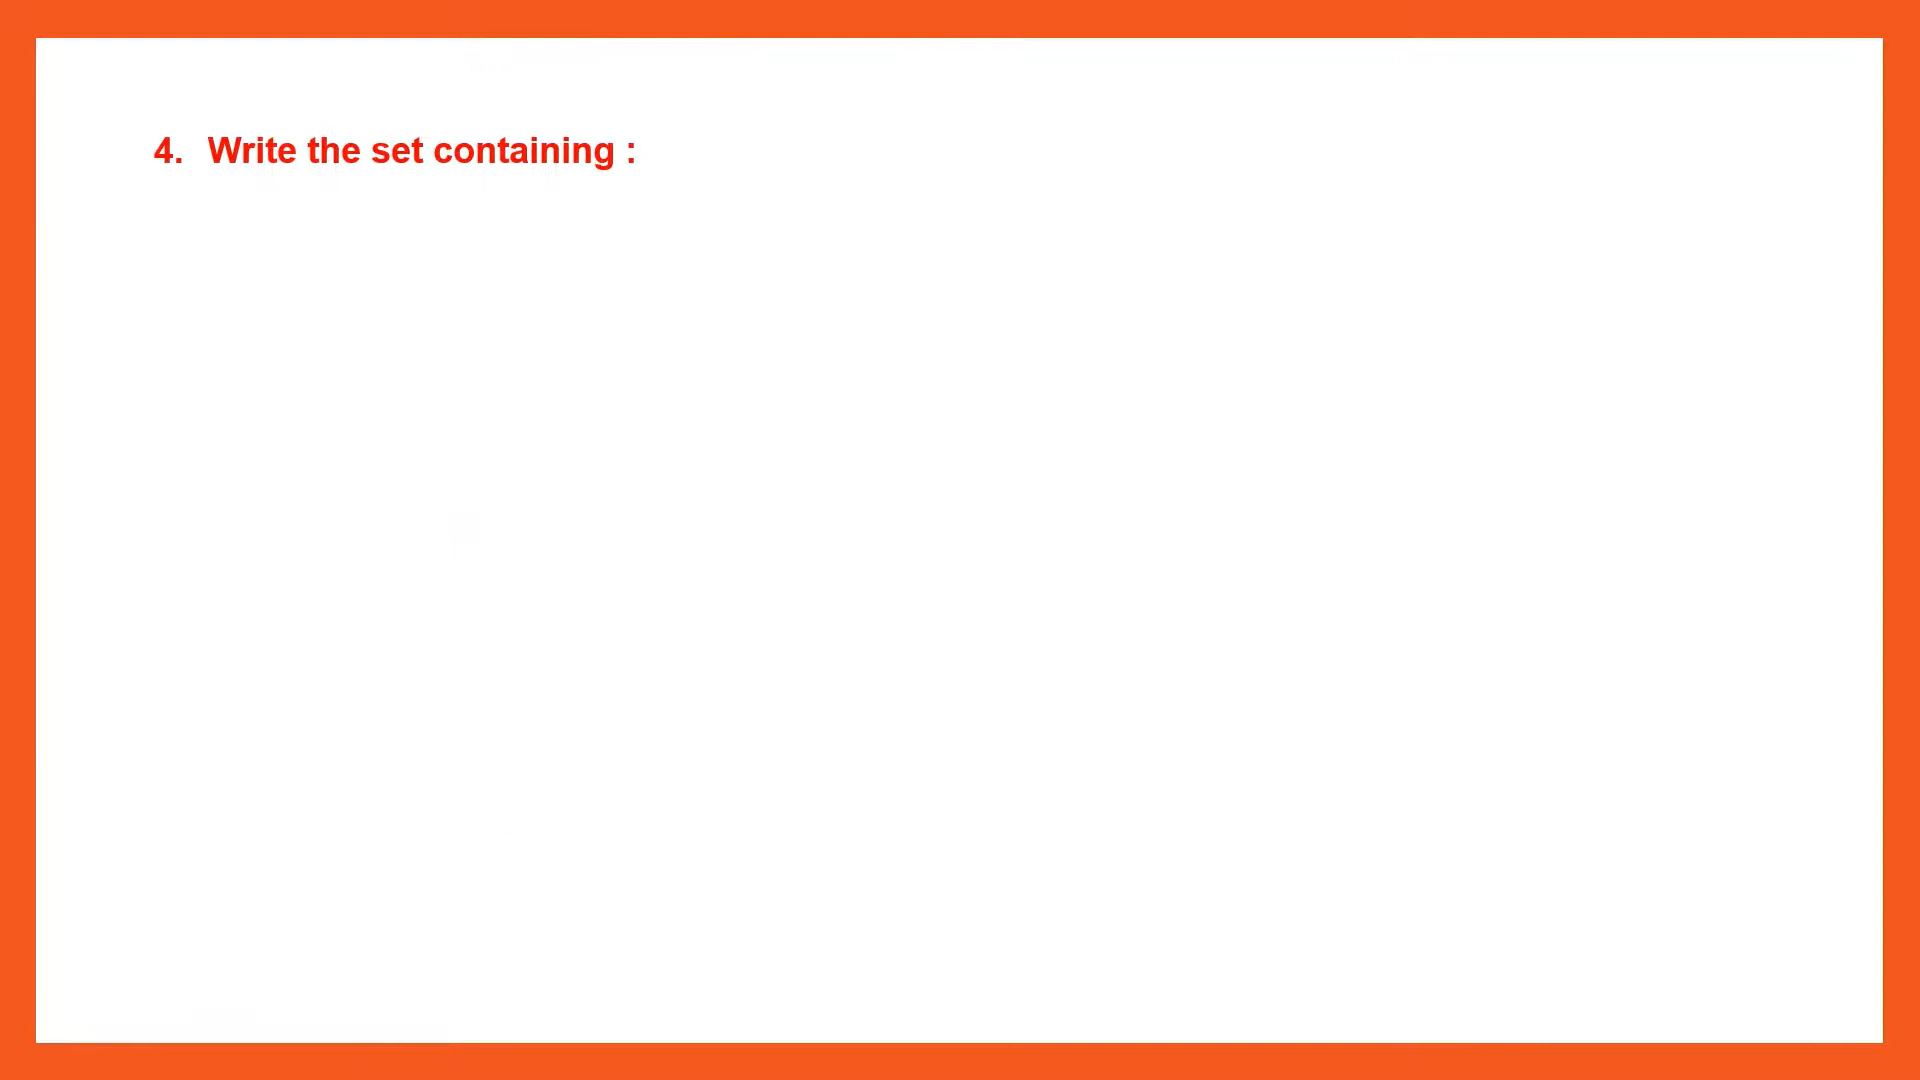 4. Write the set containing :